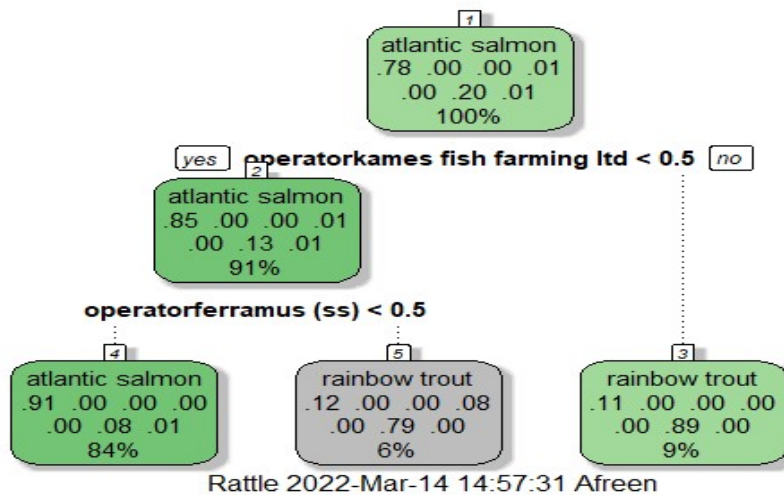 1
atlantic salmon
.78 .00 .00 .01
.00 .20 .01
100%
yes operatorkames fish farming ltd < 0.5 no
2
atlantic salmon
.85 .00 .00 .01
.00 .13 .01
91%
operatorferramus (ss) < 0.5
4
atlantic salmon
.91 .00 .00 .00
.00 .08 .01
84%
5
rainbow trout
.12 .00 .00 .08
.00 .79 .00
6%
3
rainbow trout
.11 .00 .00 .00
.00 .89 .00
9%
Rattle 2022-Mar-14 14:57:31 Afreen